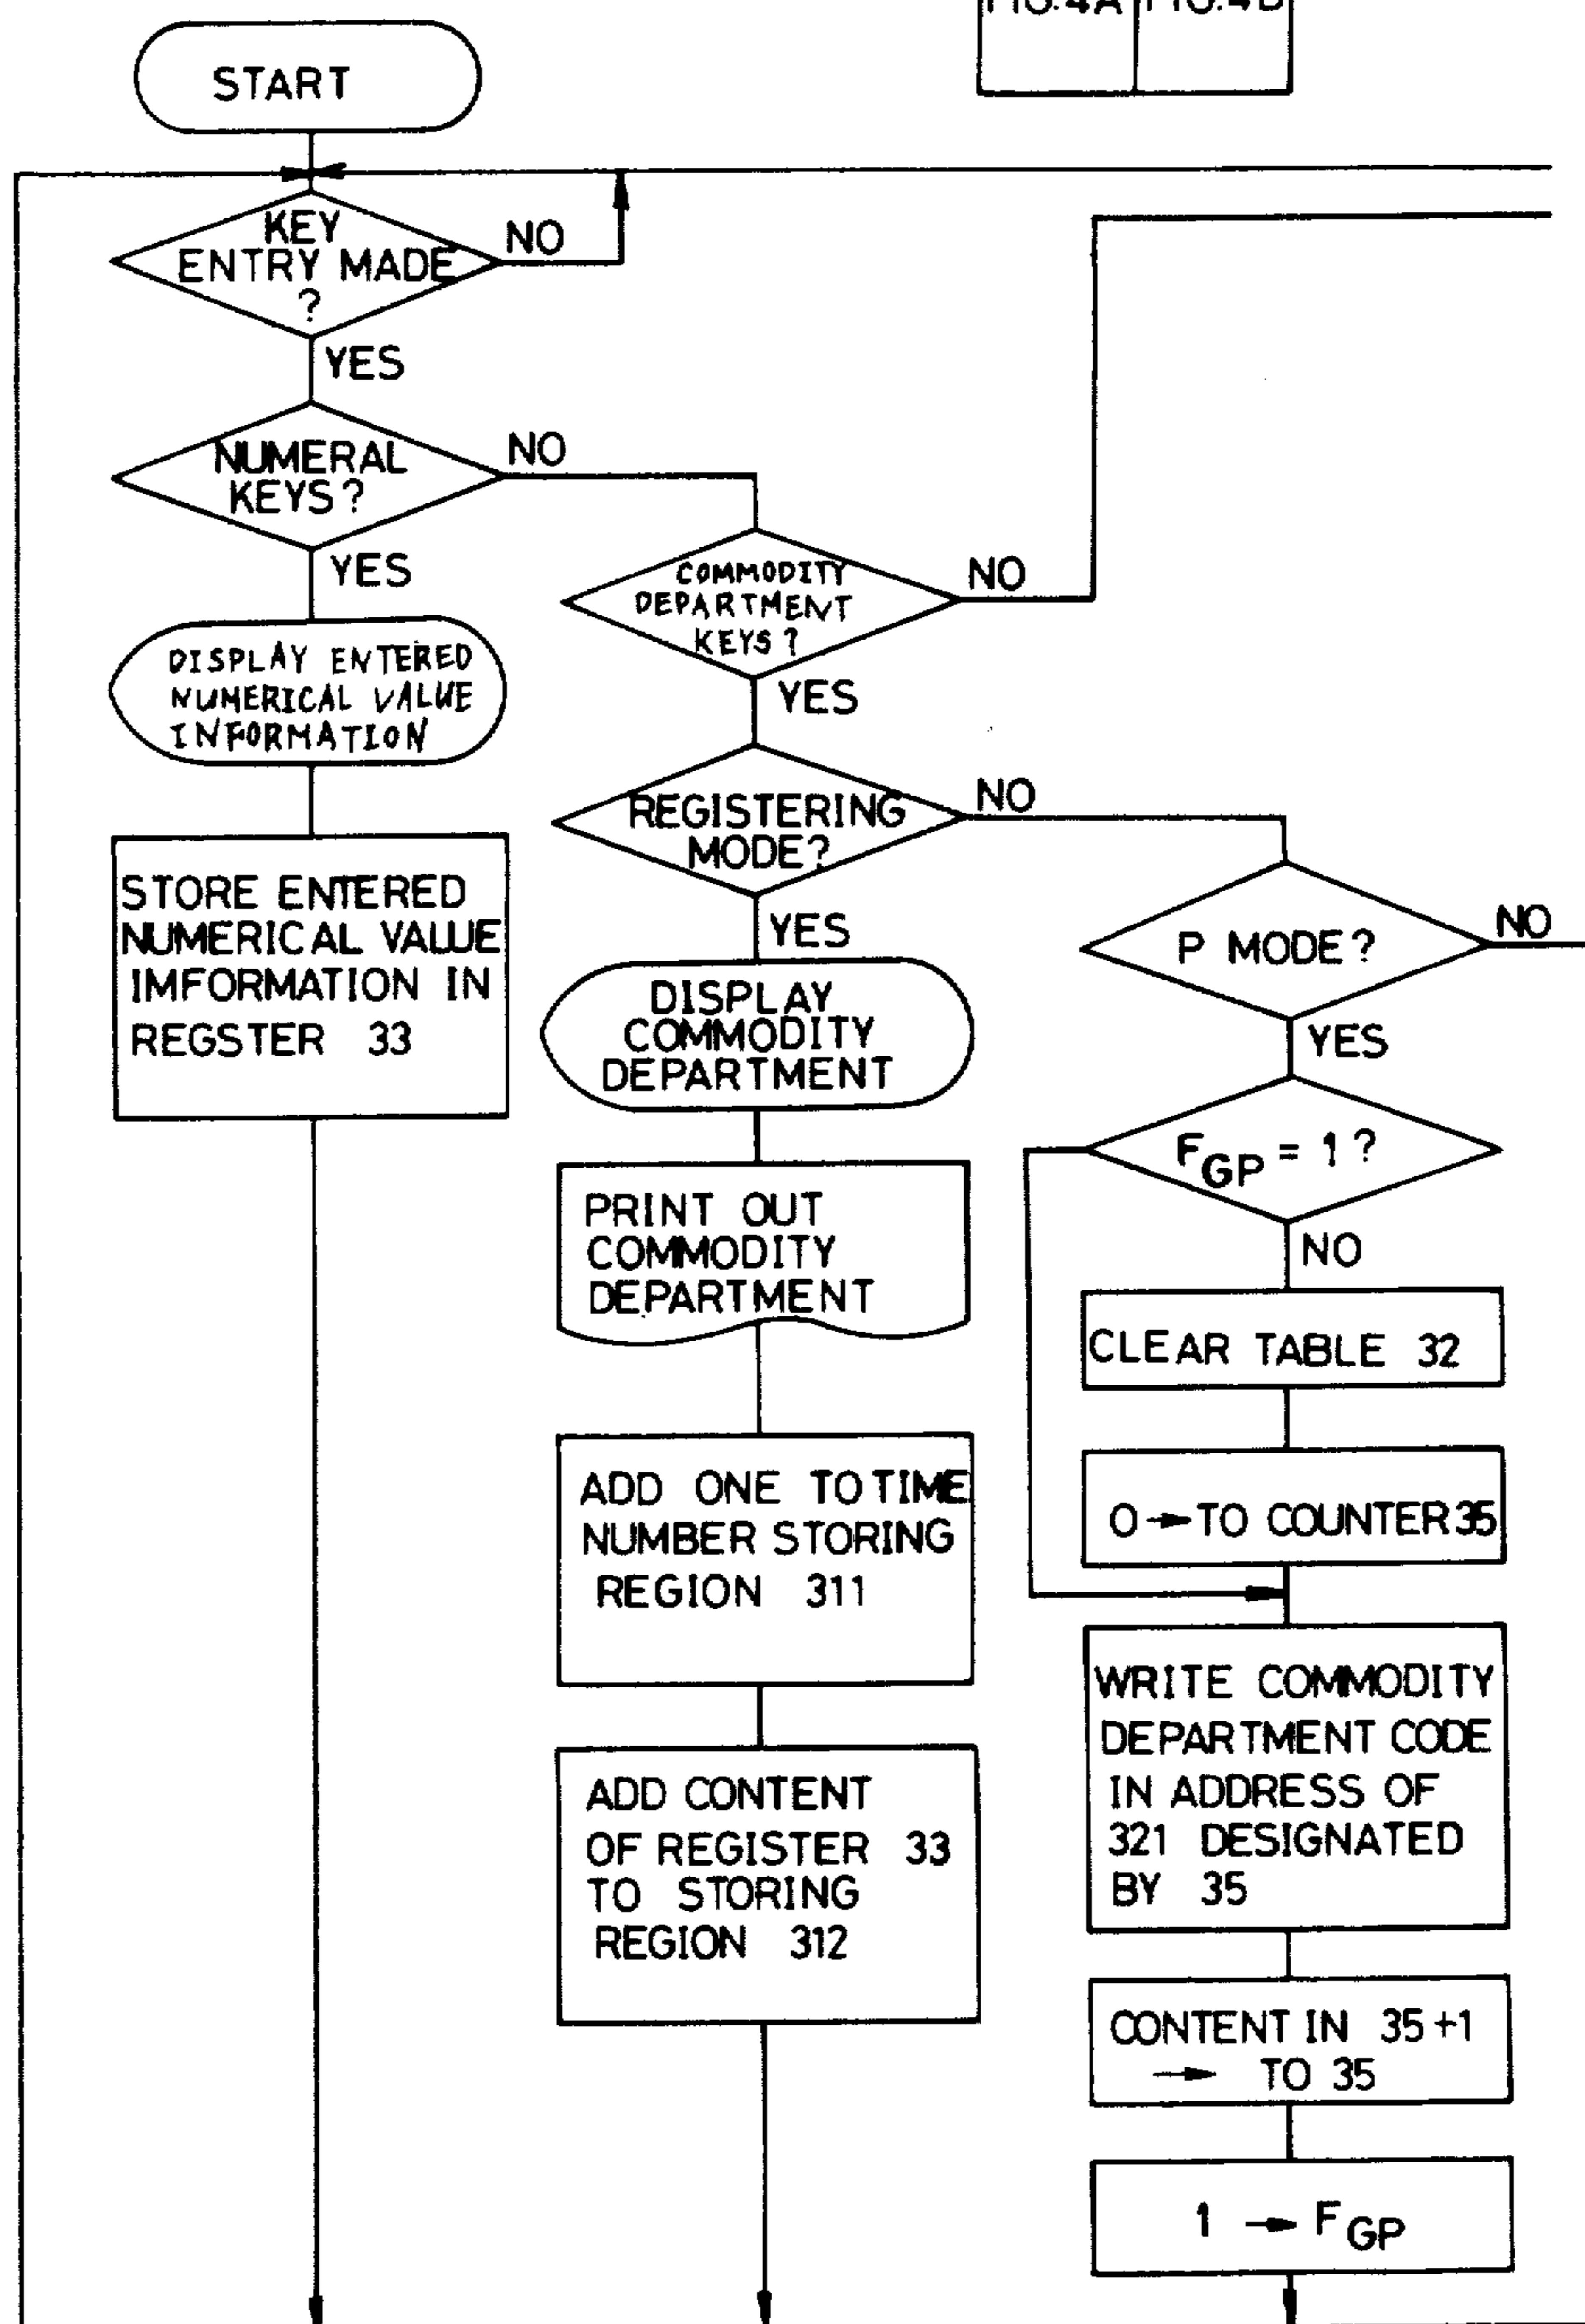 FIG. 4A FIG. 4B
START
KEY
ENTRY MADE
?
NO
YES
NUMERAL
KEYS?
NO
YES
DISPLAY ENTERED
NUMERICAL VALUE
INFORMATION
STORE ENTERED
NUMERICAL VALUE
IMFORMATION IN
REGSTER 33
COMMODITY
DEPARTMENT
KEYS?
NO
YES
REGISTERING
MODE?
NO
YES
DISPLAY
COMMODITY
DEPARTMENT
PRINT OUT
COMMODITY
DEPARTMENT
ADD ONE TO TIME
NUMBER STORING
REGION 311
ADD CONTENT
OF REGISTER 33
TO STORING
REGION 312
P MODE?
NO
YES
FGP = 1?
NO
CLEAR TABLE 32
0 → TO COUNTER 35
WRITE COMMODITY
DEPARTMENT CODE
IN ADDRESS OF
321 DESIGNATED
BY 35
CONTENT IN 35+1
→ TO 35
1 → FGP